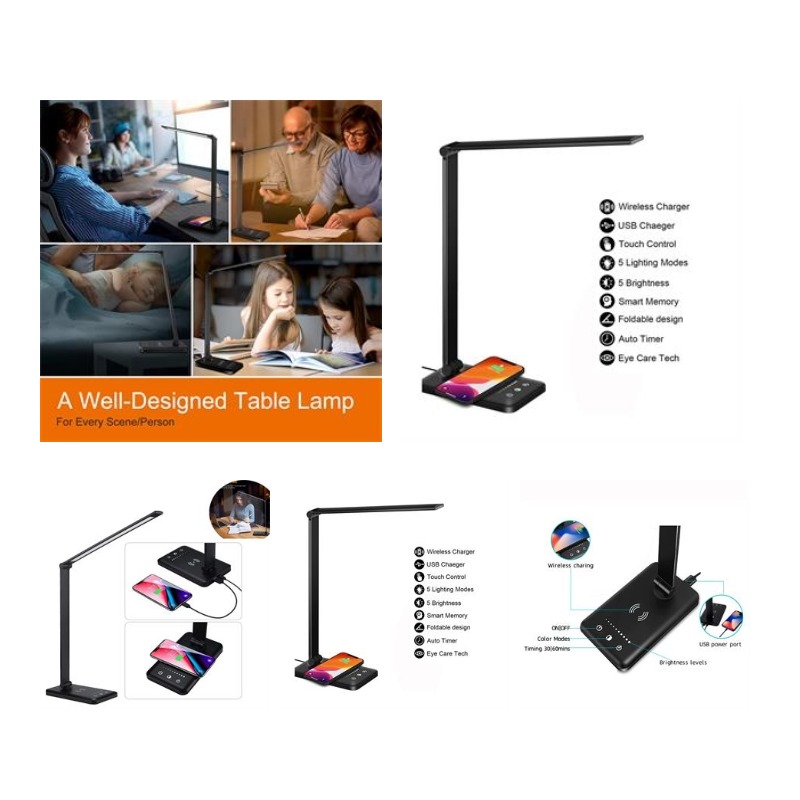 A Well-Designed Table Lamp
For Every Scene/Person
Wireless Charger
USB Chaeger
Touch Control
5 Lighting Modes
5 Brightness
Smart Memory
Foldable design
Auto Timer
Eye Care Tech
Wireless Charger
USB Chaeger
Touch Control
5 Lighting Modes
5 Brightness
Smart Memory
Foldable design
Auto Timer
Eye Care Tech
Wireless charing
ON|OFF
Color Modes
Timing 30|60mins
USB power port
Brightness levels